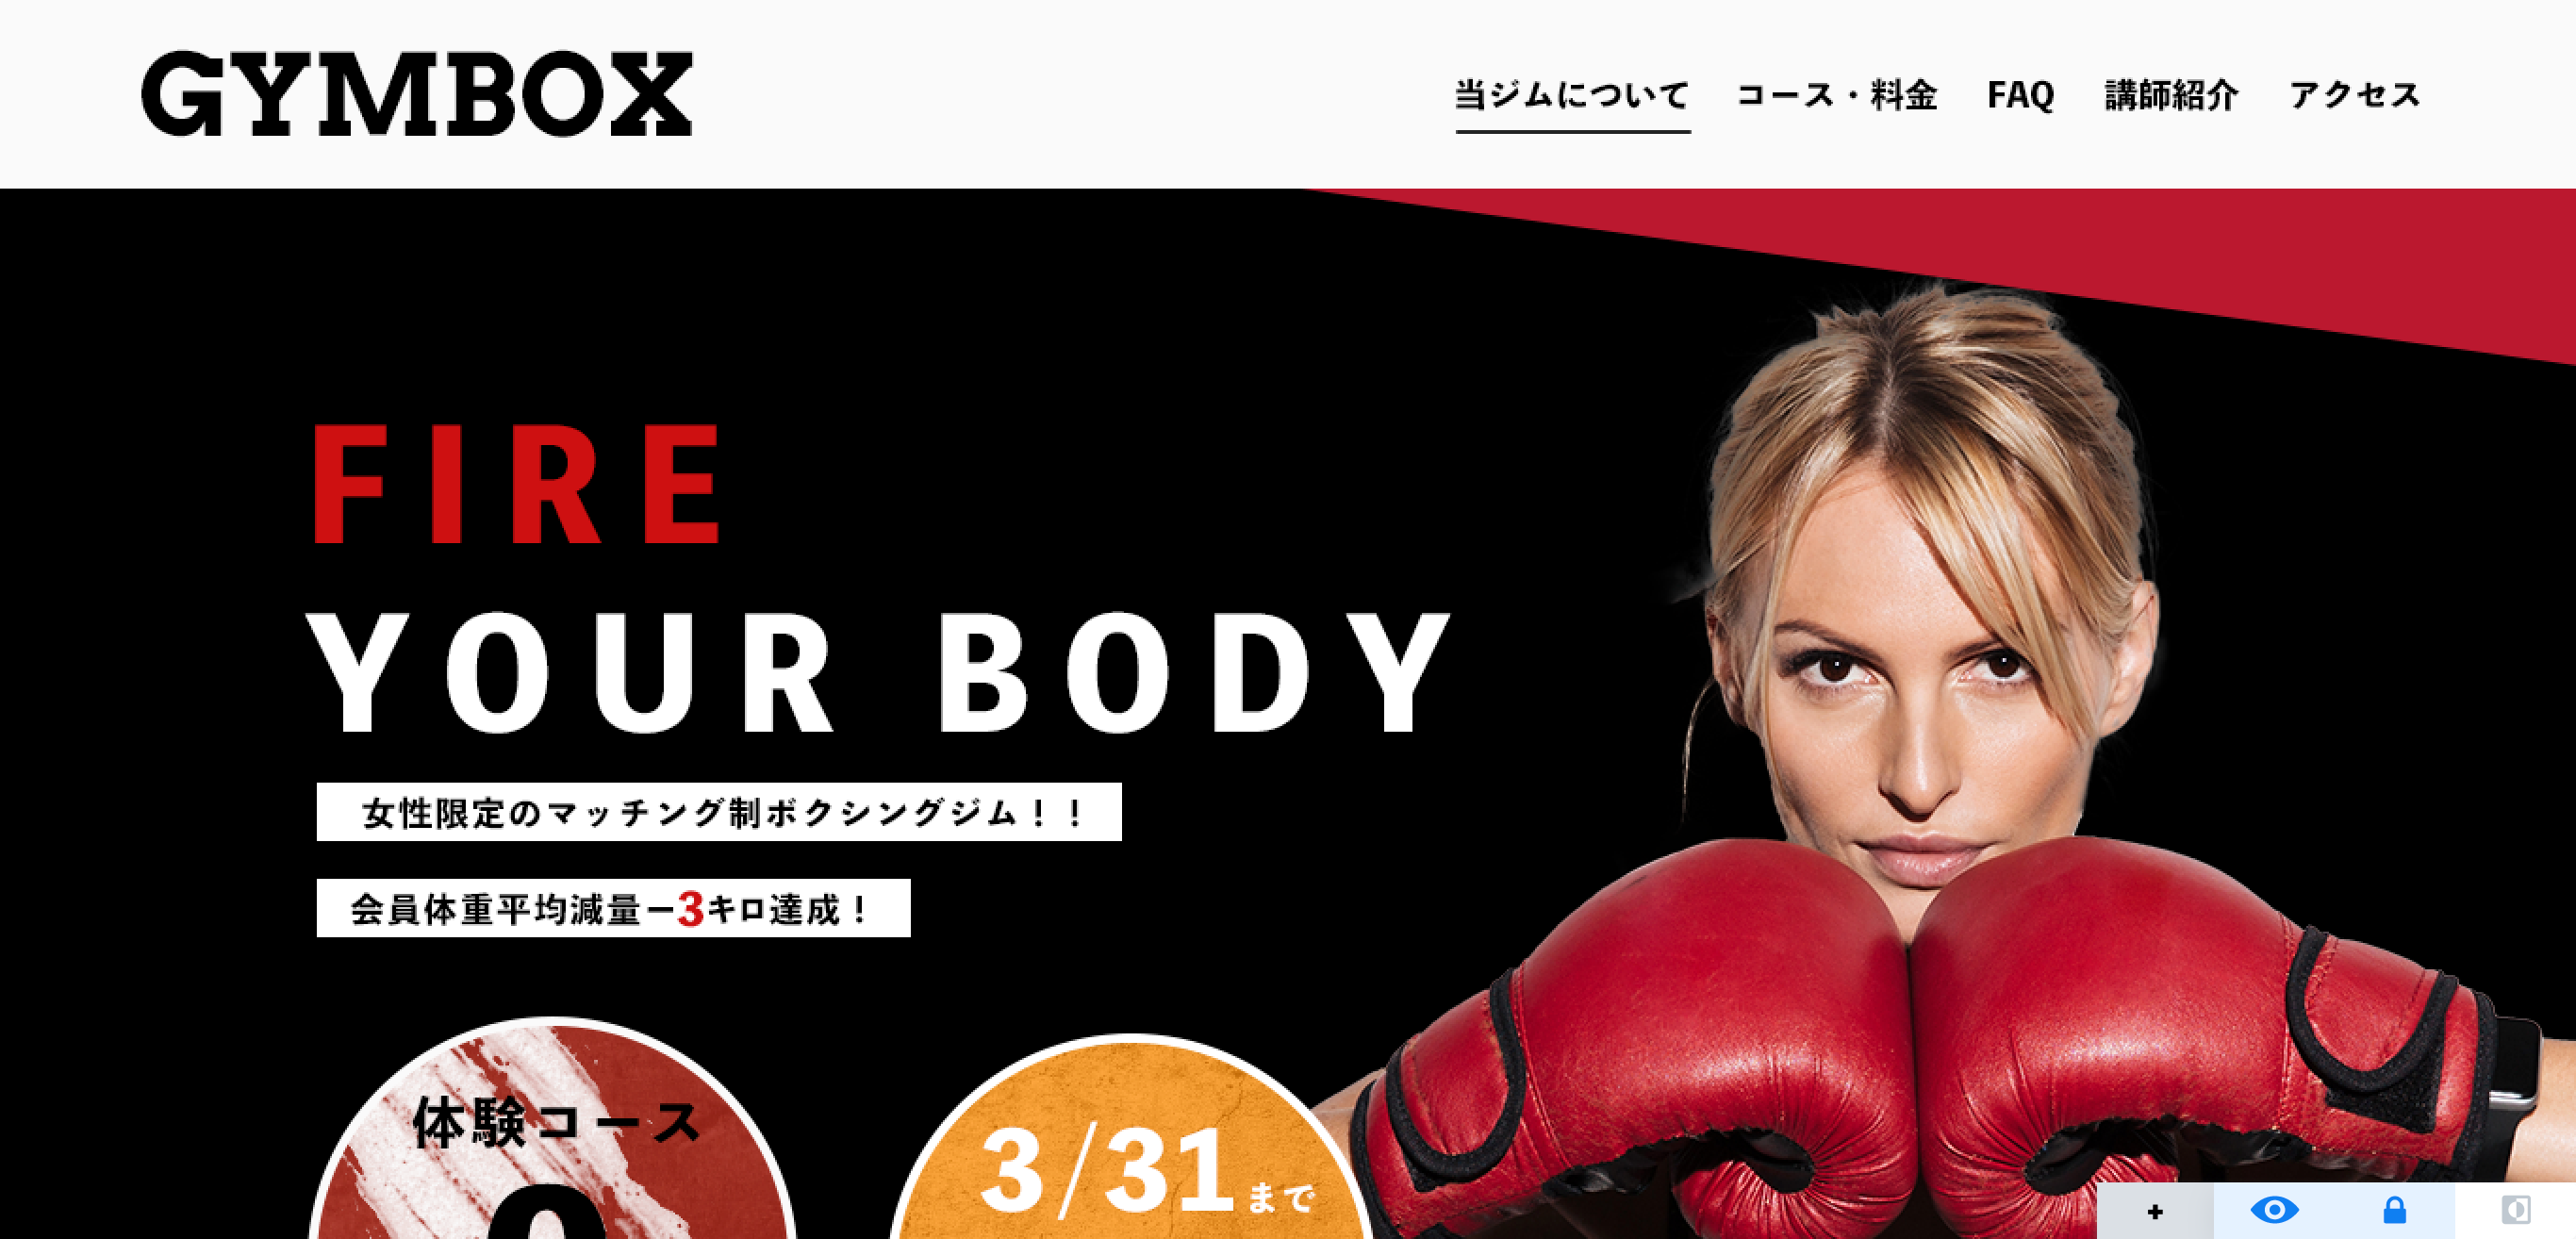 GYMBOX
当ジムについて コース・料金 FAQ 講師紹介 アクセス
FIRE
YOUR BODY
女性限定のマッチング制ボクシングジム！！
会員体重平均減量ー3キロ達成！
体験コース
3/31まで